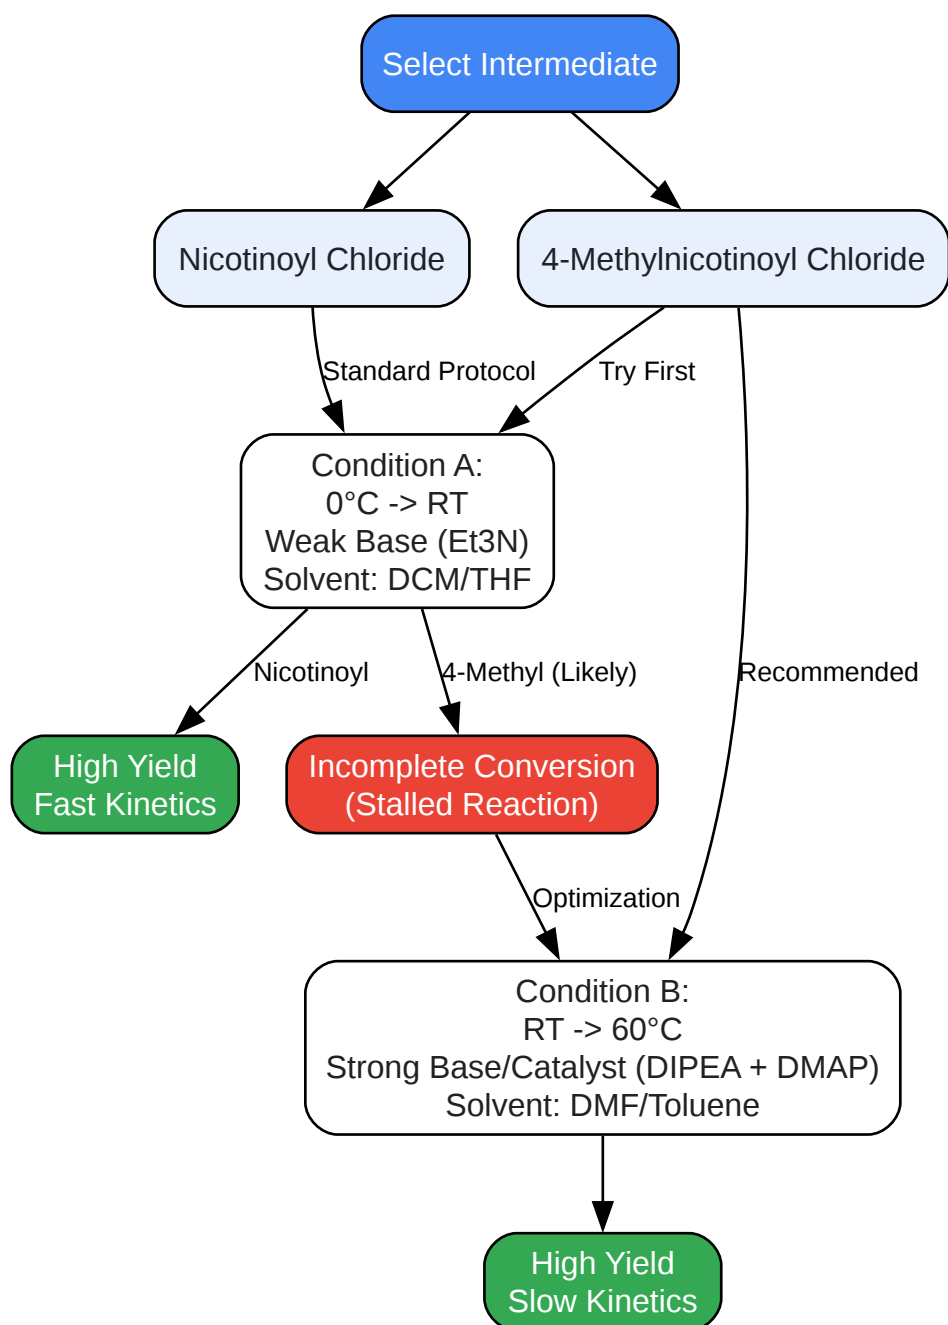 Select Intermediate
Nicotinoyl Chloride
4-Methylnicotinoyl Chloride
Standard Protocol
Try First
Condition A:
0°C -> RT
Weak Base (Et3N)
Solvent: DCM/THF
Nicotinoyl
4-Methyl (Likely)
Recommended
High Yield
Fast Kinetics
Incomplete Conversion
(Stalled Reaction)
Optimization
Condition B:
RT -> 60°C
Strong Base/Catalyst (DIPEA + DMAP)
Solvent: DMF/Toluene
High Yield
Slow Kinetics